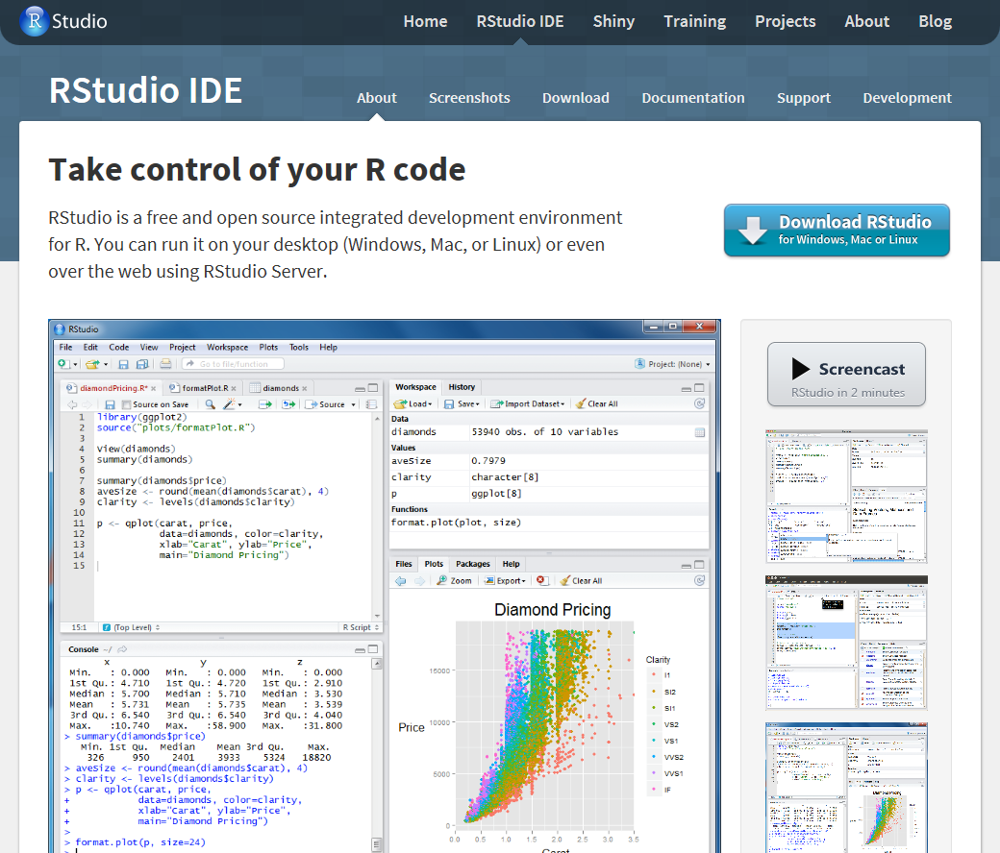 R Studio
Home RStudio IDE Shiny Training Projects About Blog
RStudio IDE
About Screenshots Download Documentation Support Development
Take control of your R code
RStudio is a free and open source integrated development environment
for R. You can run it on your desktop (Windows, Mac, or Linux) or even
over the web using RStudio Server.
Download RStudio
for Windows, Mac or Linux
RStudio
File Edit Code View Project Workspace Plots Tools Help
Go to file/function
Project: (None)
diamondPricing.R* formatPlot.R diamonds
Source on Save Source
1 library(ggplot2)
2 source("plots/formatPlot.R")
3
4 view(diamonds)
5 summary(diamonds)
6
7 summary(diamonds$price)
8 aveSize <- round(mean(diamonds$carat), 4)
9 clarity <- levels(diamonds$clarity)
10
11 p <- qplot(carat, price,
12 data=diamonds, color=clarity,
13 xlab="Carat", ylab="Price",
14 main="Diamond Pricing")
15
15:1 (Top Level) R Script
Console ~/
x y z
Min. : 0.000 Min. : 0.000 Min. : 0.000
1st Qu.: 4.710 1st Qu.: 4.720 1st Qu.: 2.910
Median : 5.700 Median : 5.710 Median : 3.530
Mean : 5.731 Mean : 5.735 Mean : 3.539
3rd Qu.: 6.540 3rd Qu.: 6.540 3rd Qu.: 4.040
Max. :10.740 Max. :58.900 Max. :31.800
> summary(diamonds$price)
Min. 1st Qu. Median Mean 3rd Qu. Max.
326 950 2401 3933 5324 18820
> aveSize <- round(mean(diamonds$carat), 4)
> clarity <- levels(diamonds$clarity)
> p <- qplot(carat, price,
+ data=diamonds, color=clarity,
+ xlab="Carat", ylab="Price",
+ main="Diamond Pricing")
>
> format.plot(p, size=24)
>
Workspace History
Load Save Import Dataset Clear All
Data
diamonds 53940 obs. of 10 variables
Values
aveSize 0.7979
clarity character[8]
p ggplot[8]
Functions
format.plot(plot, size)
Files Plots Packages Help
Zoom Export Clear All
Diamond Pricing
Price
15000
10000
5000
0
0.0 0.5 1.0 1.5 2.0 2.5 3.0 3.5
Carat
Clarity
I1
SI2
SI1
VS2
VS1
VVS2
VVS1
IF
Screencast
RStudio in 2 minutes